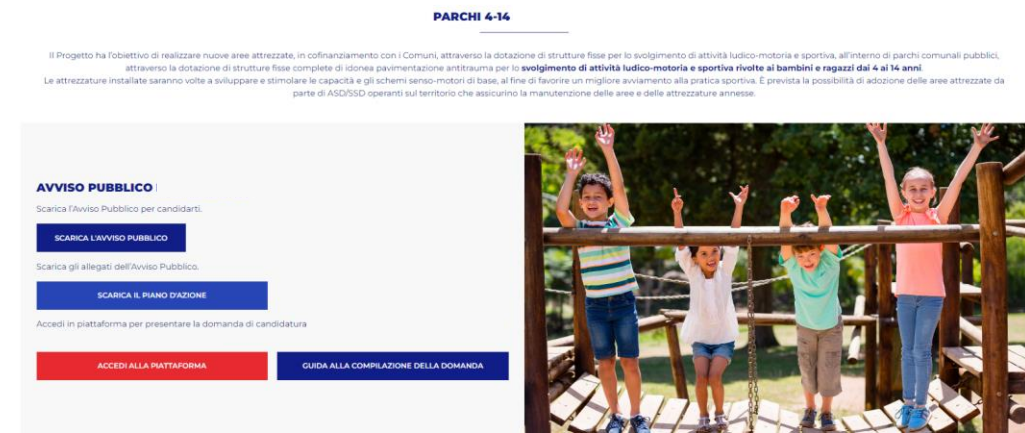 PARCHI 4-14
Il Progetto ha l'obiettivo di realizzare nuove aree attrezzate, in cofinanziamento con i Comuni, attraverso la dotazione di strutture fisse per lo svolgimento di attività ludico-motoria e sportiva, all'interno di parchi comunali pubblici,
attraverso la dotazione di strutture fisse complete di idonea pavimentazione antitrauma per lo svolgimento di attività ludico-motoria e sportiva rivolte ai bambini e ragazzi dai 4 ai 14 anni.
Le attrezzature installate saranno volte a sviluppare e stimolare le capacità e gli schemi senso-motori di base, al fine di favorire un migliore avviamento alla pratica sportiva. È prevista la possibilità di adozione delle aree attrezzate da
parte di ASD/SSD operanti sul territorio che assicurino la manutenzione delle aree e delle attrezzature annesse.
AVVISO PUBBLICO
Scarica l'Avviso Pubblico per candidarti.
SCARICA L'AVVISO PUBBLICO
Scarica gli allegati dell'Avviso Pubblico.
SCARICA IL PIANO D'AZIONE
Accedi in piattaforma per presentare la domanda di candidatura
ACCEDI ALLA PIATTAFORMA
GUIDA ALLA COMPILAZIONE DELLA DOMANDA